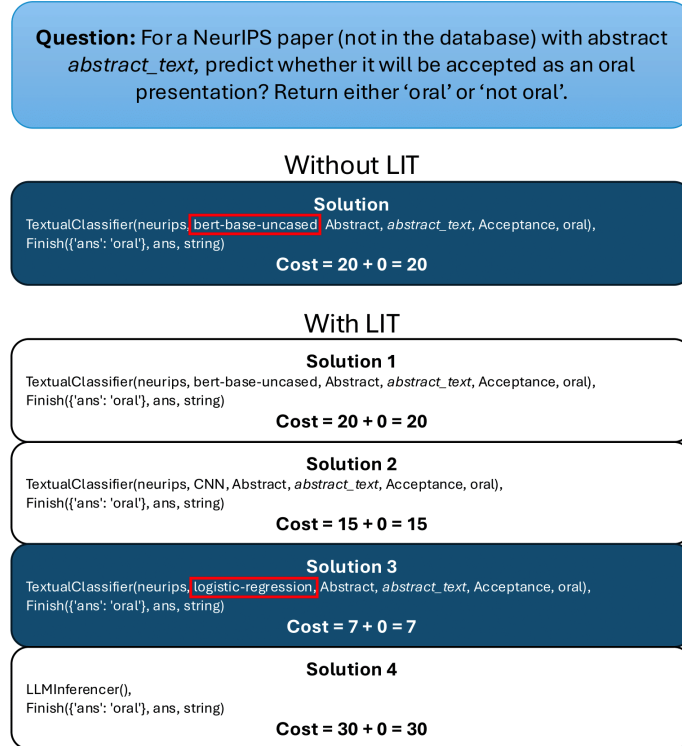 Question: For a NeurIPS paper (not in the database) with abstract
abstract_text, predict whether it will be accepted as an oral
presentation? Return either ‘oral’ or ‘not oral’.
Without LIT
Solution
TextualClassifier(neurips, bert-base-uncased, Abstract, abstract_text, Acceptance, oral),
Finish({'ans': 'oral'}, ans, string)
Cost = 20 + 0 = 20
With LIT
Solution 1
TextualClassifier(neurips, bert-base-uncased, Abstract, abstract_text, Acceptance, oral),
Finish({'ans': 'oral'}, ans, string)
Cost = 20 + 0 = 20
Solution 2
TextualClassifier(neurips, CNN, Abstract, abstract_text, Acceptance, oral),
Finish({'ans': 'oral'}, ans, string)
Cost = 15 + 0 = 15
Solution 3
TextualClassifier(neurips, logistic-regression, Abstract, abstract_text, Acceptance, oral),
Finish({'ans': 'oral'}, ans, string)
Cost = 7 + 0 = 7
Solution 4
LLMInferencer(),
Finish({'ans': 'oral'}, ans, string)
Cost = 30 + 0 = 30